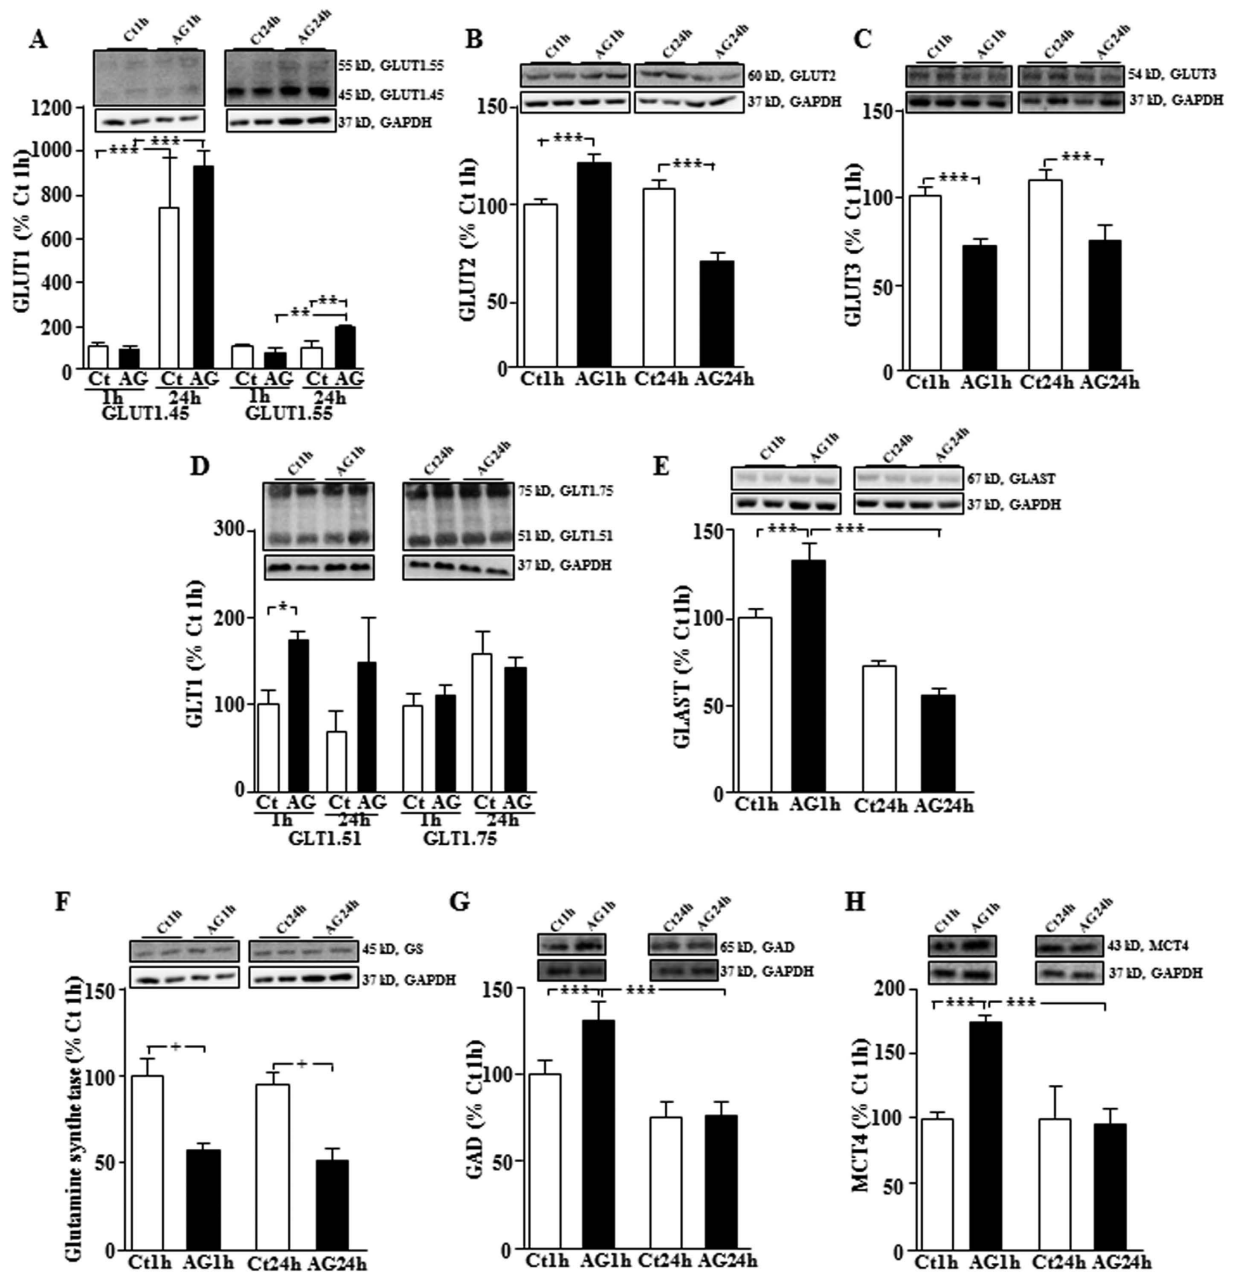 A
Ct1h AG1h Ct24h AG24h
55 kD, GLUT1.55
45 kD, GLUT1.45
37 kD, GAPDH
GLUT1 (% Ct 1h)
1200
1000
800
600
400
200
0
*** ***
** **
Ct AG Ct AG Ct AG Ct AG
1h 24h 1h 24h
GLUT1.45 GLUT1.55
B
Ct1h AG1h Ct24h AG24h
60 kD, GLUT2
37 kD, GAPDH
GLUT2 (% Ct 1h)
150
100
50
0
*** ***
Ct1h AG1h Ct24h AG24h
C
Ct1h AG1h Ct24h AG24h
54 kD, GLUT3
37 kD, GAPDH
GLUT3 (% Ct 1h)
150
100
50
0
*** ***
Ct1h AG1h Ct24h AG24h
D
Ct1h AG1h Ct24h AG24h
75 kD, GLT1.75
51 kD, GLT1.51
37 kD, GAPDH
GLT1 (% Ct 1h)
300
200
100
0
*
Ct AG Ct AG Ct AG Ct AG
1h 24h 1h 24h
GLT1.51 GLT1.75
E
Ct1h AG1h Ct24h AG24h
67 kD, GLAST
37 kD, GAPDH
GLAST (% Ct 1h)
150
100
50
0
*** ***
Ct1h AG1h Ct24h AG24h
F
Ct1h AG1h Ct24h AG24h
45 kD, GS
37 kD, GAPDH
Glutamine synthetase (% Ct 1h)
150
100
50
0
+ +
Ct1h AG1h Ct24h AG24h
G
Ct1h AG1h Ct24h AG24h
65 kD, GAD
37 kD, GAPDH
GAD (% Ct 1h)
150
100
50
0
*** ***
Ct1h AG1h Ct24h AG24h
H
Ct1h AG1h Ct24h AG24h
43 kD, MCT4
37 kD, GAPDH
MCT4 (% Ct 1h)
200
150
100
50
0
*** ***
Ct1h AG1h Ct24h AG24h